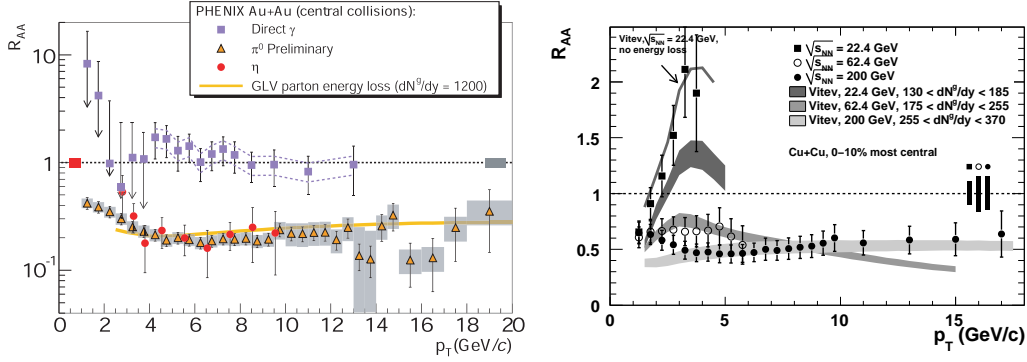 PHENIX Au+Au (central collisions):
Direct γ
π⁰ Preliminary
η
GLV parton energy loss (dNᵍ/dy = 1200)
R_AA
10
1
10⁻¹
0 2 4 6 8 10 12 14 16 18 20
p_T (GeV/c)
R_AA
Vitev, √s_NN = 22.4 GeV,
no energy loss
√s_NN = 22.4 GeV
√s_NN = 62.4 GeV
√s_NN = 200 GeV
Vitev, 22.4 GeV, 130 < dNᵍ/dy < 185
Vitev, 62.4 GeV, 175 < dNᵍ/dy < 255
Vitev, 200 GeV, 255 < dNᵍ/dy < 370
Cu+Cu, 0–10% most central
2
1.5
1
0.5
0
0 5 10 15
p_T (GeV/c)